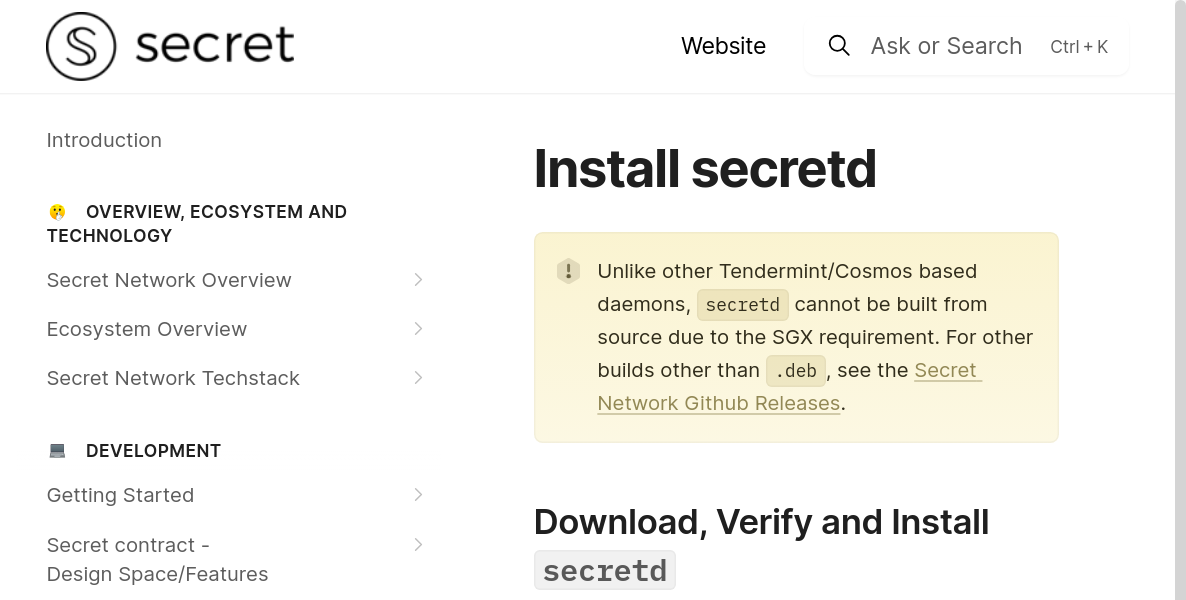 secret
Website
Ask or Search
Ctrl + K
Introduction
OVERVIEW, ECOSYSTEM AND
TECHNOLOGY
Secret Network Overview
Ecosystem Overview
Secret Network Techstack
DEVELOPMENT
Getting Started
Secret contract -
Design Space/Features
Install secretd
Unlike other Tendermint/Cosmos based
daemons, secretd cannot be built from
source due to the SGX requirement. For other
builds other than .deb, see the Secret
Network Github Releases.
Download, Verify and Install
secretd